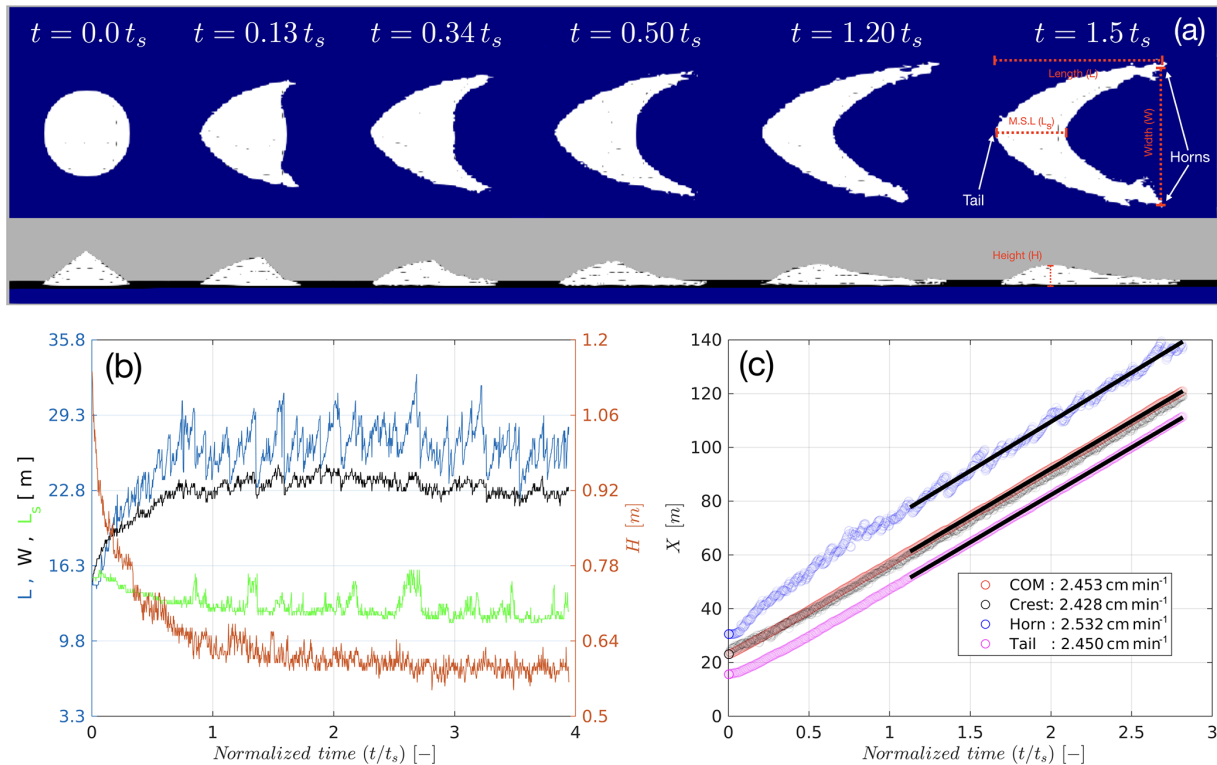 t = 0.0 t_s t = 0.13 t_s t = 0.34 t_s t = 0.50 t_s t = 1.20 t_s t = 1.5 t_s (a)
Length (L)
M.S.L (L_s)
Width (W)
Tail
Horns
Height (H)
(b)
35.8
29.3
22.8
16.3
9.8
3.3
L , W , L_s [ m ]
1.2
1.06
0.92
0.78
0.64
0.5
H [m]
0 1 2 3 4
Normalized time (t/t_s) [−]
(c)
140
120
100
80
60
40
20
0
X [m]
COM : 2.453 cm min⁻¹
Crest: 2.428 cm min⁻¹
Horn : 2.532 cm min⁻¹
Tail : 2.450 cm min⁻¹
0 0.5 1 1.5 2 2.5 3
Normalized time (t/t_s) [−]